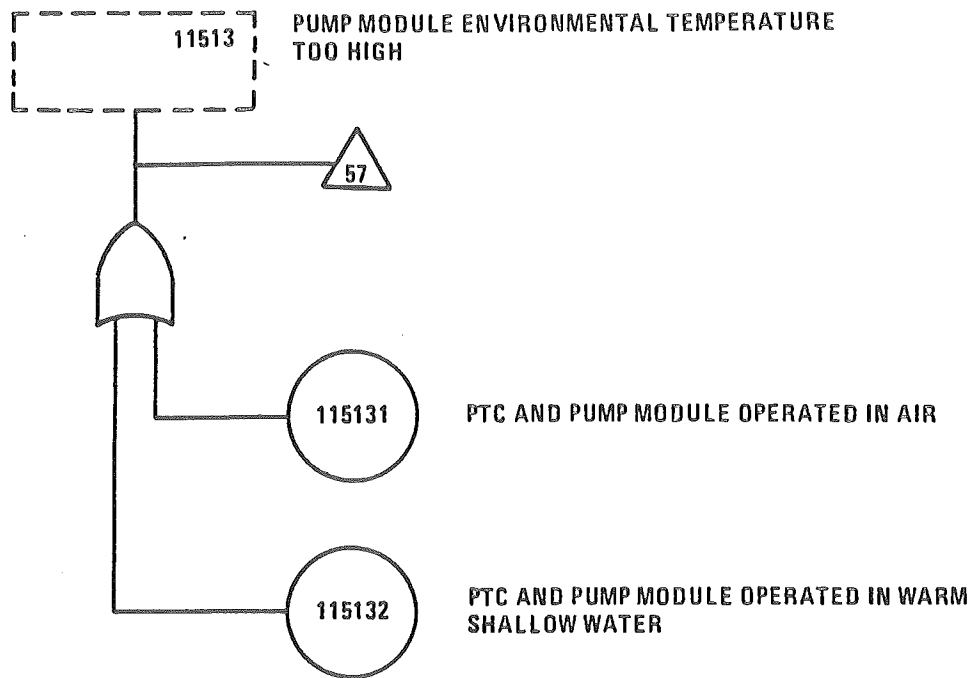 11513
PUMP MODULE ENVIRONMENTAL TEMPERATURE
TOO HIGH
57
115131
PTC AND PUMP MODULE OPERATED IN AIR
115132
PTC AND PUMP MODULE OPERATED IN WARM
SHALLOW WATER